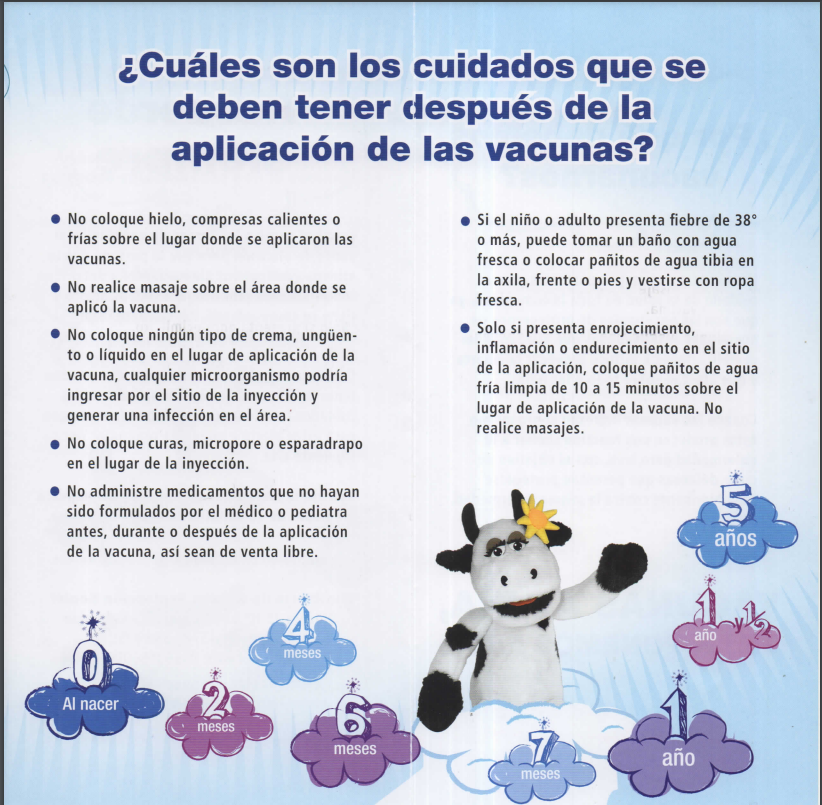 ¿Cuáles son los cuidados que se
deben tener después de la
aplicación de las vacunas?
No coloque hielo, compresas calientes o
frías sobre el lugar donde se aplicaron las
vacunas.
No realice masaje sobre el área donde se
aplicó la vacuna.
No coloque ningún tipo de crema, ungüen-
to o líquido en el lugar de aplicación de la
vacuna, cualquier microorganismo podría
ingresar por el sitio de la inyección y
generar una infección en el área.
No coloque curas, micropore o esparadrapo
en el lugar de la inyección.
No administre medicamentos que no hayan
sido formulados por el médico o pediatra
antes, durante o después de la aplicación
de la vacuna, así sean de venta libre.
Si el niño o adulto presenta fiebre de 38°
o más, puede tomar un baño con agua
fresca o colocar pañitos de agua tibia en
la axila, frente o pies y vestirse con ropa
fresca.
Solo si presenta enrojecimiento,
inflamación o endurecimiento en el sitio
de la aplicación, coloque pañitos de agua
fría limpia de 10 a 15 minutos sobre el
lugar de aplicación de la vacuna. No
realice masajes.
0
Al nacer
2
meses
4
meses
6
meses
7
meses
1
año
1 y 1/2
año
5
años